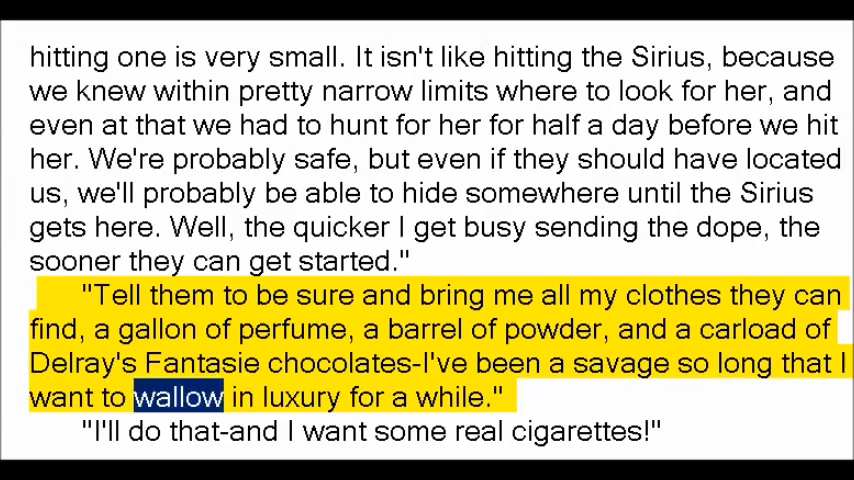 hitting one is very small. It isn't like hitting the Sirius, because
we knew within pretty narrow limits where to look for her, and
even at that we had to hunt for her for half a day before we hit
her. We're probably safe, but even if they should have located
us, we'll probably be able to hide somewhere until the Sirius
gets here. Well, the quicker I get busy sending the dope, the
sooner they can get started."
"Tell them to be sure and bring me all my clothes they can
find, a gallon of perfume, a barrel of powder, and a carload of
Delray's Fantasie chocolates-I've been a savage so long that I
want to wallow in luxury for a while."
"I'll do that-and I want some real cigarettes!"